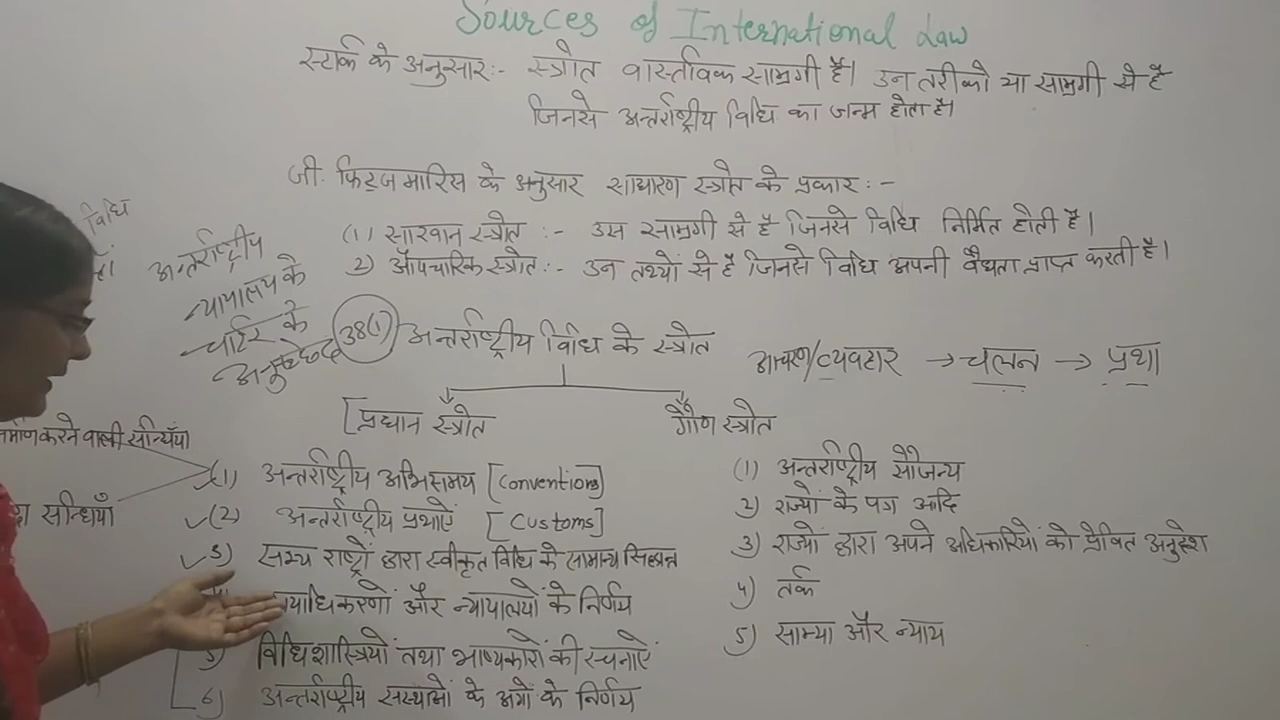 Sources of International Law
स्टार्क के अनुसार:- स्त्रोत वास्तविक सामग्री है। उन तरीको या सामग्री से है
जिनसे अन्तर्राष्ट्रीय विधि का जन्म होता है।
जी. फिट्जमारिस के अनुसार साधारण स्त्रोत के प्रकार :-
(1) सारवान स्त्रोत :- उस सामग्री से है जिनसे विधि निर्मित होती है।
2) औपचारिक स्त्रोत :- उन तथ्यों से है जिनसे विधि अपनी वैधता प्राप्त करती है।
विधि
अन्तर्राष्ट्रीय
न्यायालय के
चार्टर के
अनुच्छेद 38(1) अन्तर्राष्ट्रीय विधि के स्त्रोत
आचरण/व्यवहार → चलन → प्रथा
[प्रधान स्त्रोत
गौण स्त्रोत
करने वाली सन्धियाँ
सन्धियाँ
(1) अन्तर्राष्ट्रीय अभिसमय [Conventions]
(2) अन्तर्राष्ट्रीय प्रथाएं [Customs]
3) सभ्य राष्ट्रों द्वारा स्वीकृत विधि के सामान्य सिद्धान्त
और न्यायालयों के निर्णय
5) विधिशास्त्रियों तथा भाष्यकारों की रचनाएं
6) अन्तर्राष्ट्रीय संस्थाओं के अंगों के निर्णय
(1) अन्तर्राष्ट्रीय सौजन्य
2) राज्यों के पत्र आदि
3) राज्यों द्वारा अपने अधिकारियों को प्रेषित अनुदेश
4) तर्क
5) साम्या और न्याय